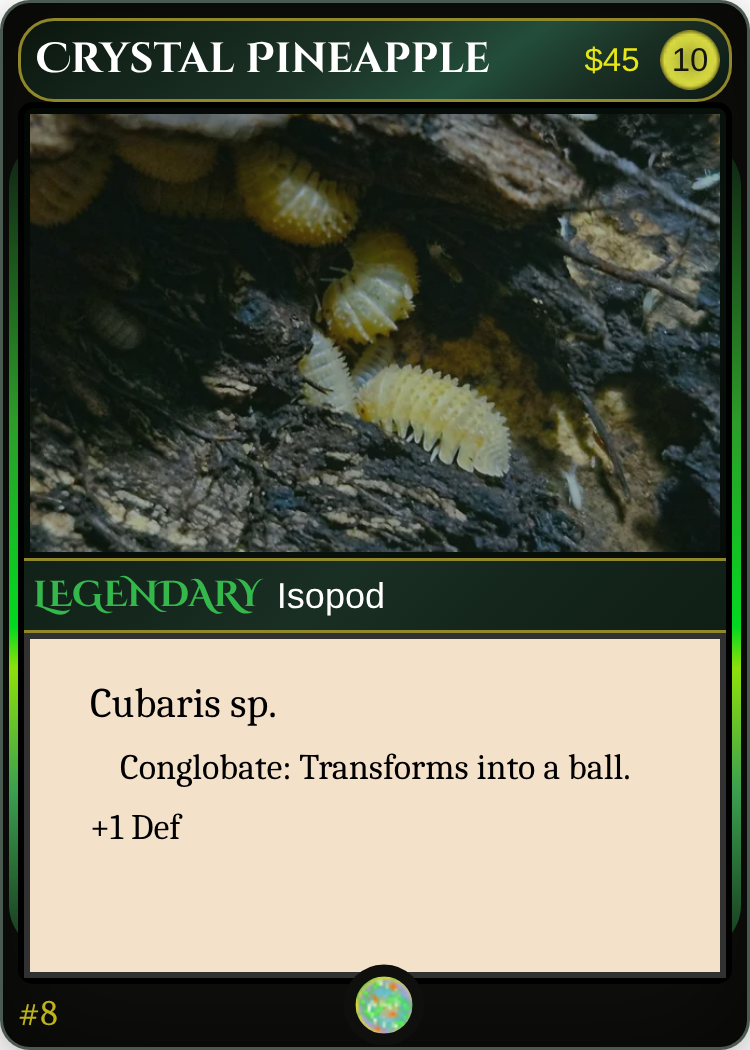 Crystal Pineapple $45 10
Legendary Isopod
Cubaris sp.
Conglobate: Transforms into a ball.
+1 Def
#8